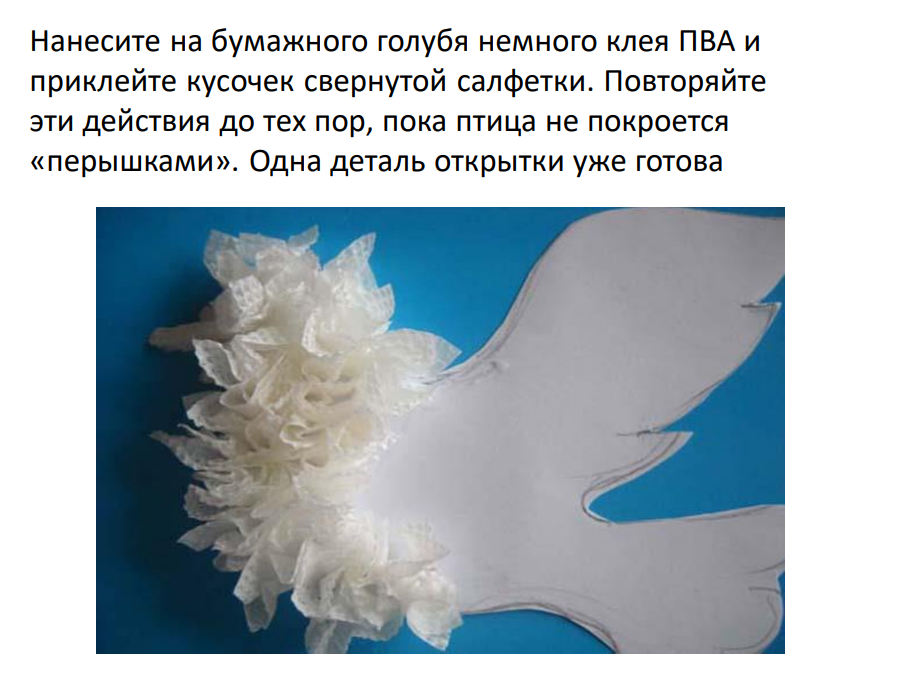 Нанесите на бумажного голубя немного клея ПВА и
приклейте кусочек свернутой салфетки. Повторяйте
эти действия до тех пор, пока птица не покроется
«перышками». Одна деталь открытки уже готова